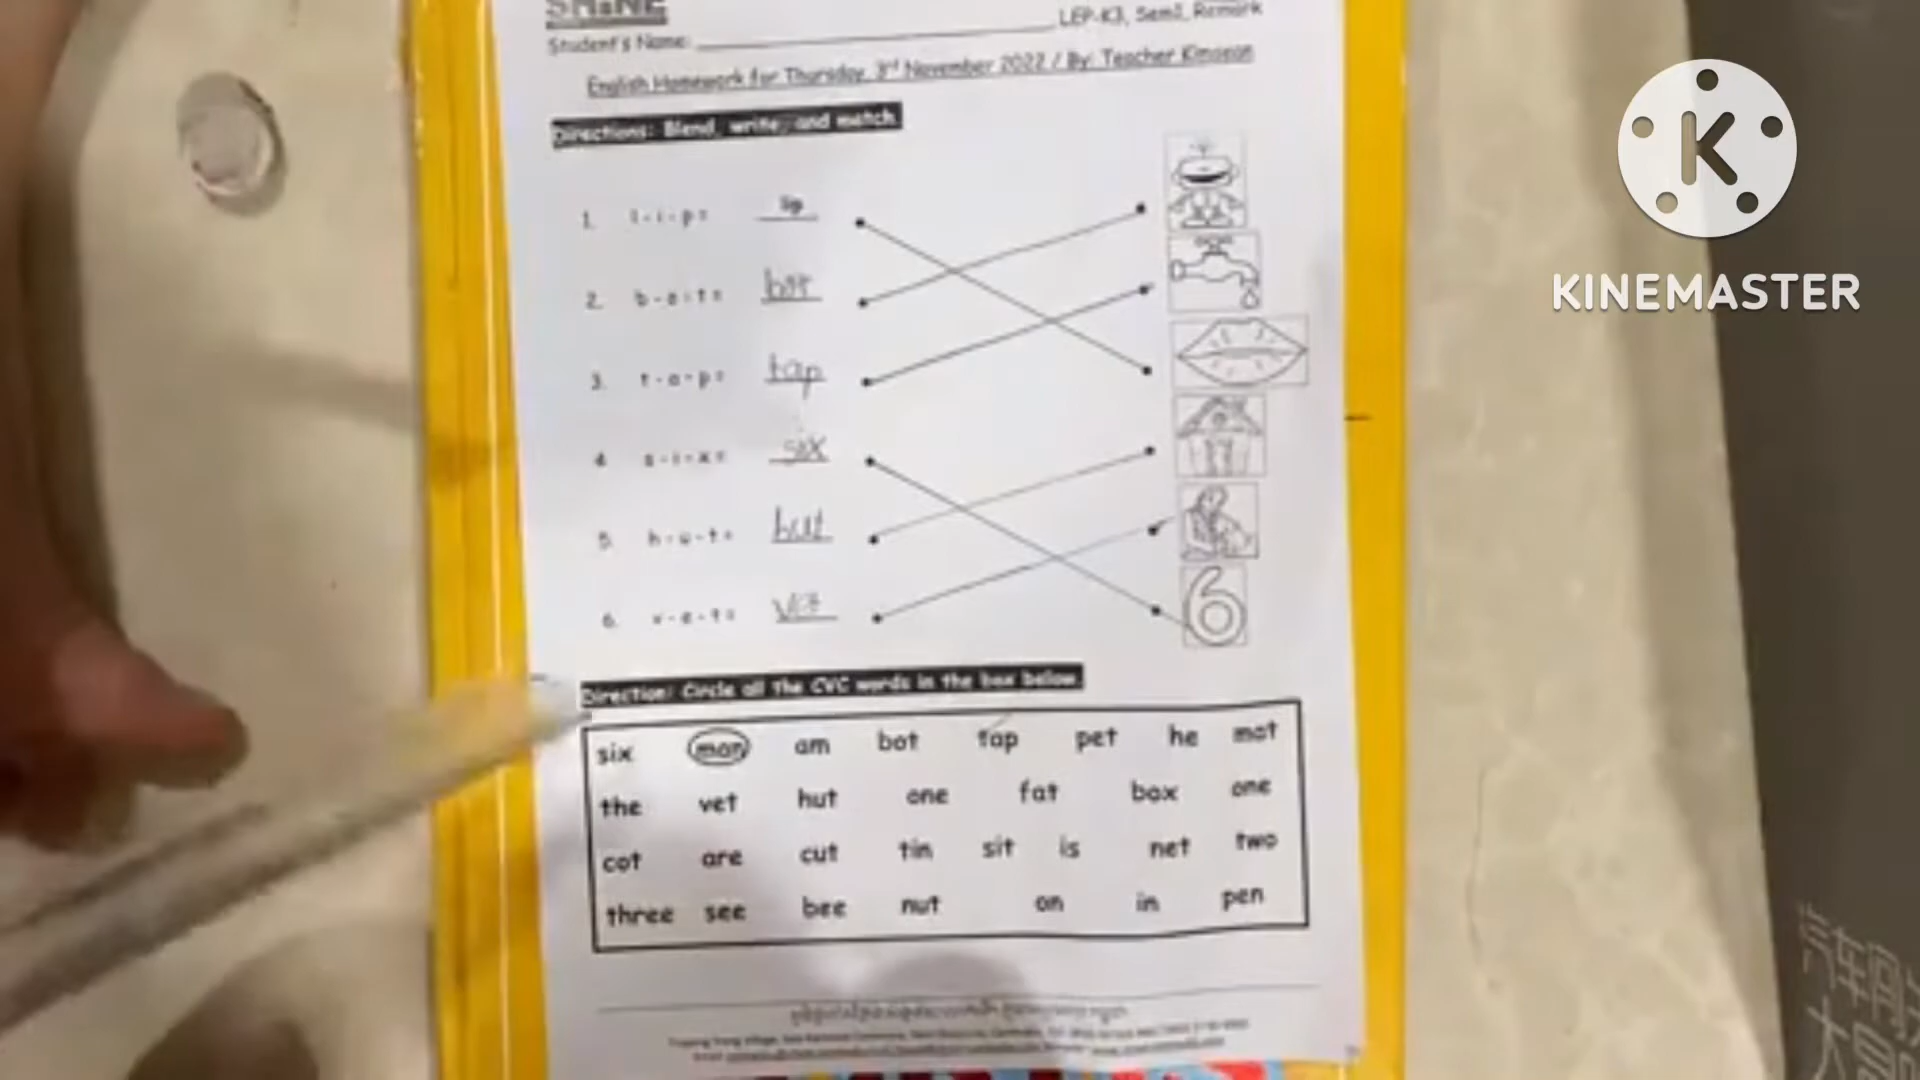 SHINE
Student's Name: LEP-K3, Sem1, Remark
English Homework for Thursday, 3rd November 2022 / By: Teacher Kimsean
Directions: Blend, write, and match.
1. l - i - p = lip
2. b - o - t = bot
3. t - a - p = tap
4. s - i - x = six
5. h - u - t = hut
6. v - e - t = vet
6
Direction: Circle all the CVC words in the box below.
six man am bot tap pet he mat
the vet hut one fat box one
cot are cut tin sit is net two
three see bee nut on in pen
K
KINEMASTER